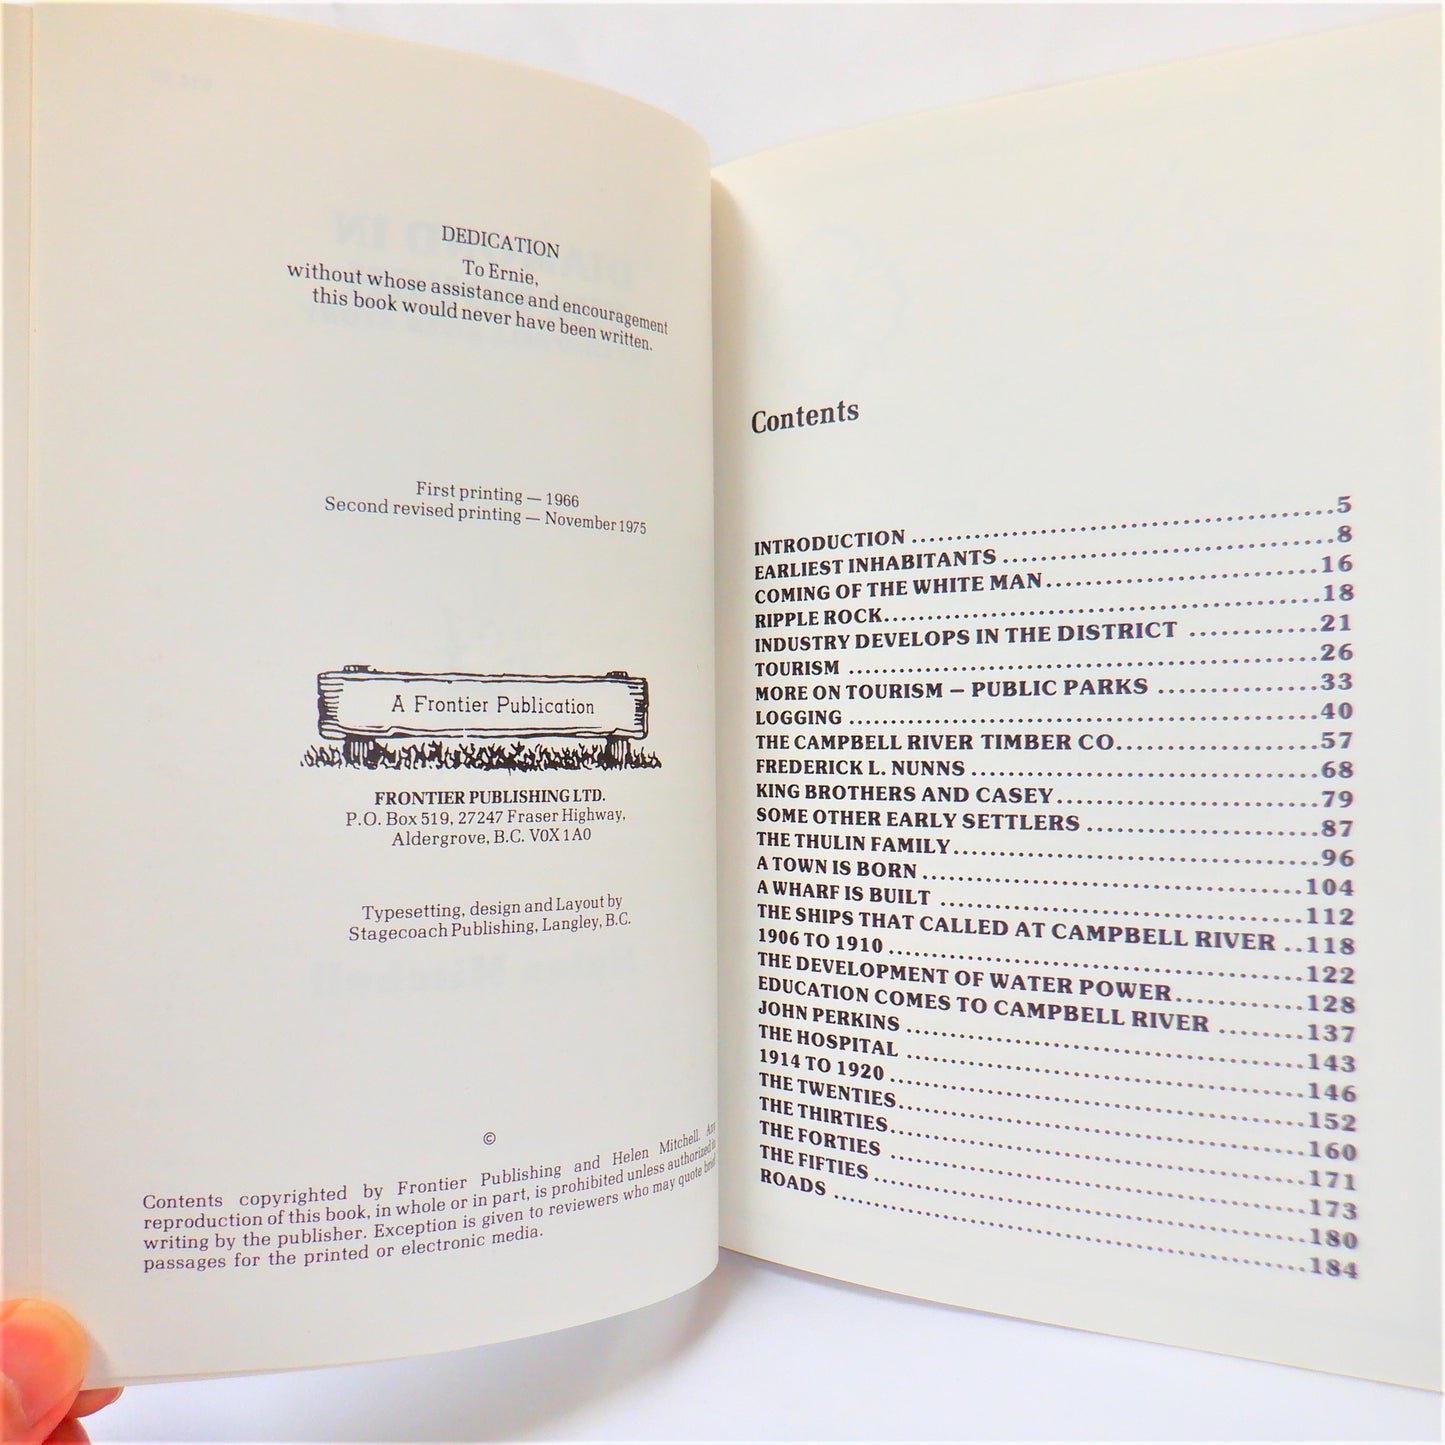 DEDICATION
To Ernie,
without whose assistance and encouragement
this book would never have been written.
First printing — 1966
Second revised printing — November 1975
A Frontier Publication
FRONTIER PUBLISHING LTD.
P.O. Box 519, 27247 Fraser Highway,
Aldergrove, B.C. V0X 1A0
Typesetting, design and Layout by
Stagecoach Publishing, Langley, B.C.
©
Contents copyrighted by Frontier Publishing and Helen Mitchell. Any
reproduction of this book, in whole or in part, is prohibited unless authorized in
writing by the publisher. Exception is given to reviewers who may quote brief
passages for the printed or electronic media.
Contents
INTRODUCTION ........................................ 5
EARLIEST INHABITANTS ........................................ 8
COMING OF THE WHITE MAN ........................................ 16
RIPPLE ROCK ........................................ 18
INDUSTRY DEVELOPS IN THE DISTRICT ............. 21
TOURISM ........................................ 26
MORE ON TOURISM — PUBLIC PARKS ................ 33
LOGGING ........................................ 40
THE CAMPBELL RIVER TIMBER CO. .................... 57
FREDERICK L. NUNNS ........................................ 68
KING BROTHERS AND CASEY ........................... 79
SOME OTHER EARLY SETTLERS ........................ 87
THE THULIN FAMILY ........................................ 96
A TOWN IS BORN ........................................ 104
A WHARF IS BUILT ........................................ 112
THE SHIPS THAT CALLED AT CAMPBELL RIVER .. 118
1906 TO 1910 ........................................ 122
THE DEVELOPMENT OF WATER POWER ............. 128
EDUCATION COMES TO CAMPBELL RIVER ........ 137
JOHN PERKINS ........................................ 143
THE HOSPITAL ........................................ 146
1914 TO 1920 ........................................ 152
THE TWENTIES ........................................ 160
THE THIRTIES ........................................ 171
THE FORTIES ........................................ 173
THE FIFTIES ........................................ 180
ROADS ........................................ 184